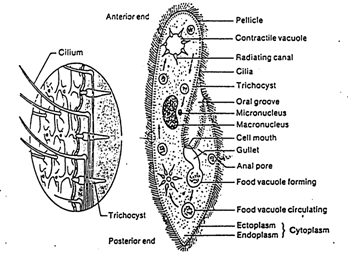 Anterior end
Pellicle
Contractile vacuole
Cilium
Radiating canal
Cilia
Trichocyst
Oral groove
Micronucleus
Macronucleus
Cell mouth
Gullet
Anal pore
Food vacuole forming
Trichocyst
Food vacuole circulating
Ectoplasm
Endoplasm } Cytoplasm
Posterior end